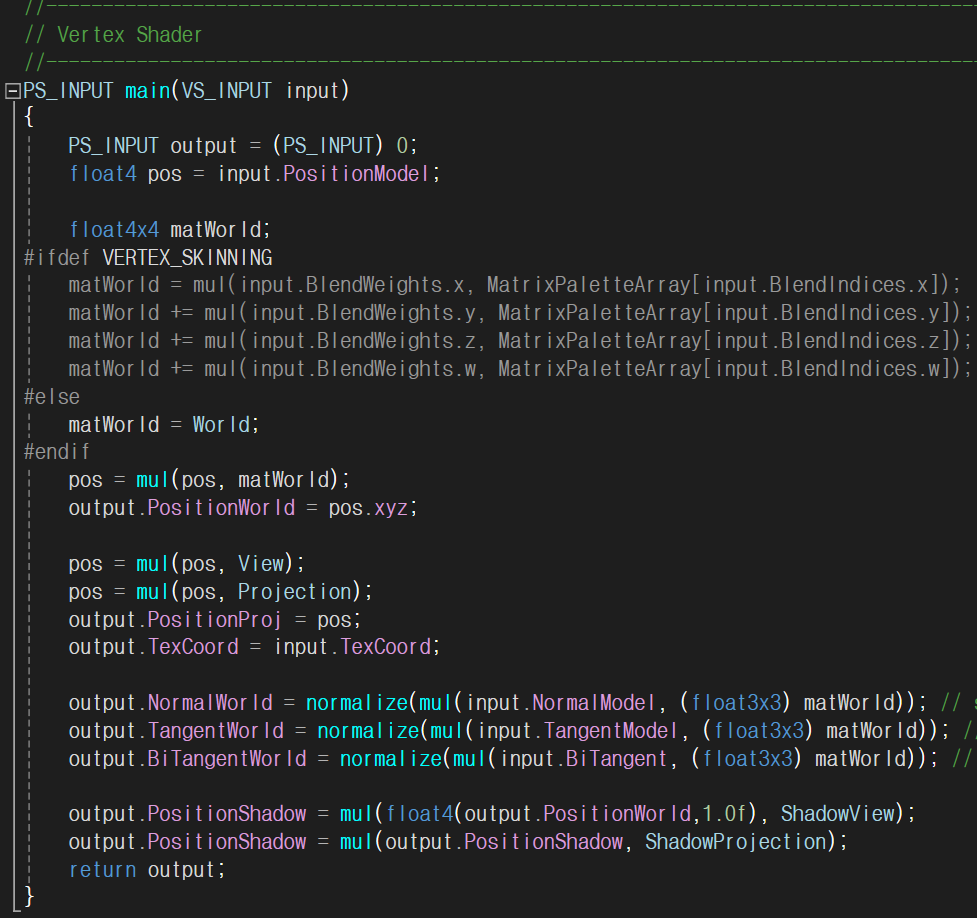 //------------------------------------------------------------------------------------
// Vertex Shader
//------------------------------------------------------------------------------------
PS_INPUT main(VS_INPUT input)
{
    PS_INPUT output = (PS_INPUT) 0;
    float4 pos = input.PositionModel;
    float4x4 matWorld;
#ifdef VERTEX_SKINNING
    matWorld = mul(input.BlendWeights.x, MatrixPaletteArray[input.BlendIndices.x]);
    matWorld += mul(input.BlendWeights.y, MatrixPaletteArray[input.BlendIndices.y]);
    matWorld += mul(input.BlendWeights.z, MatrixPaletteArray[input.BlendIndices.z]);
    matWorld += mul(input.BlendWeights.w, MatrixPaletteArray[input.BlendIndices.w]);
#else
    matWorld = World;
#endif
    pos = mul(pos, matWorld);
    output.PositionWorld = pos.xyz;
    pos = mul(pos, View);
    pos = mul(pos, Projection);
    output.PositionProj = pos;
    output.TexCoord = input.TexCoord;
    output.NormalWorld = normalize(mul(input.NormalModel, (float3x3) matWorld)); //
    output.TangentWorld = normalize(mul(input.TangentModel, (float3x3) matWorld)); //
    output.BiTangentWorld = normalize(mul(input.BiTangent, (float3x3) matWorld)); //
    output.PositionShadow = mul(float4(output.PositionWorld,1.0f), ShadowView);
    output.PositionShadow = mul(output.PositionShadow, ShadowProjection);
    return output;
}